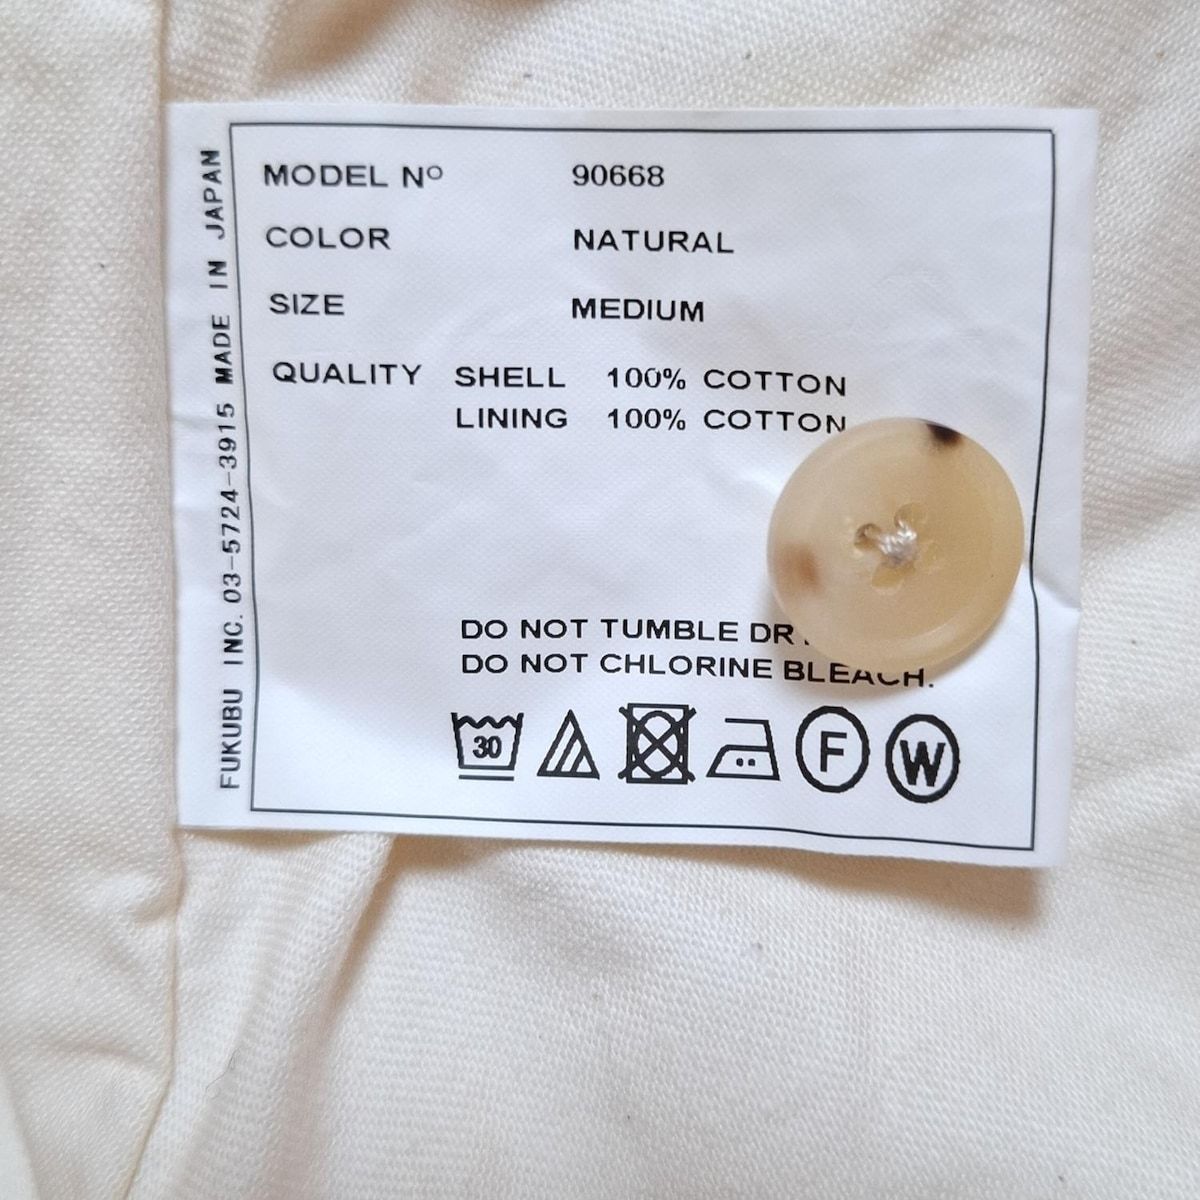 FUKUBU INC. 03-5724-3915 MADE IN JAPAN
MODEL Nº 90668
COLOR NATURAL
SIZE MEDIUM
QUALITY SHELL 100% COTTON
LINING 100% COTTON
DO NOT TUMBLE
DO NOT CHLORINE BLEACH.
30
F
W